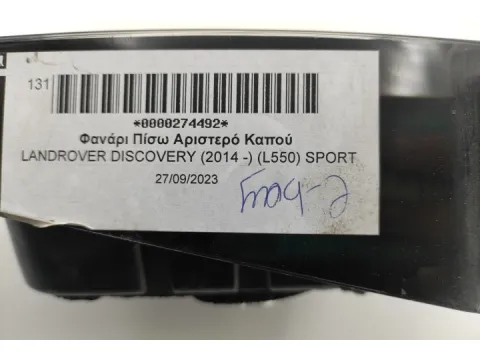 131
*0000274492*
Φανάρι Πίσω Αριστερό Καπού
LANDROVER DISCOVERY (2014 -) (L550) SPORT
27/09/2023